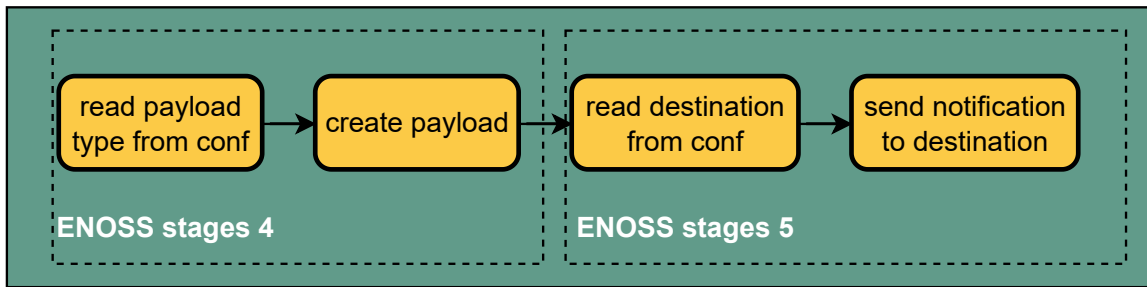 read payload
type from conf
create payload
read destination
from conf
send notification
to destination
ENOSS stages 4
ENOSS stages 5